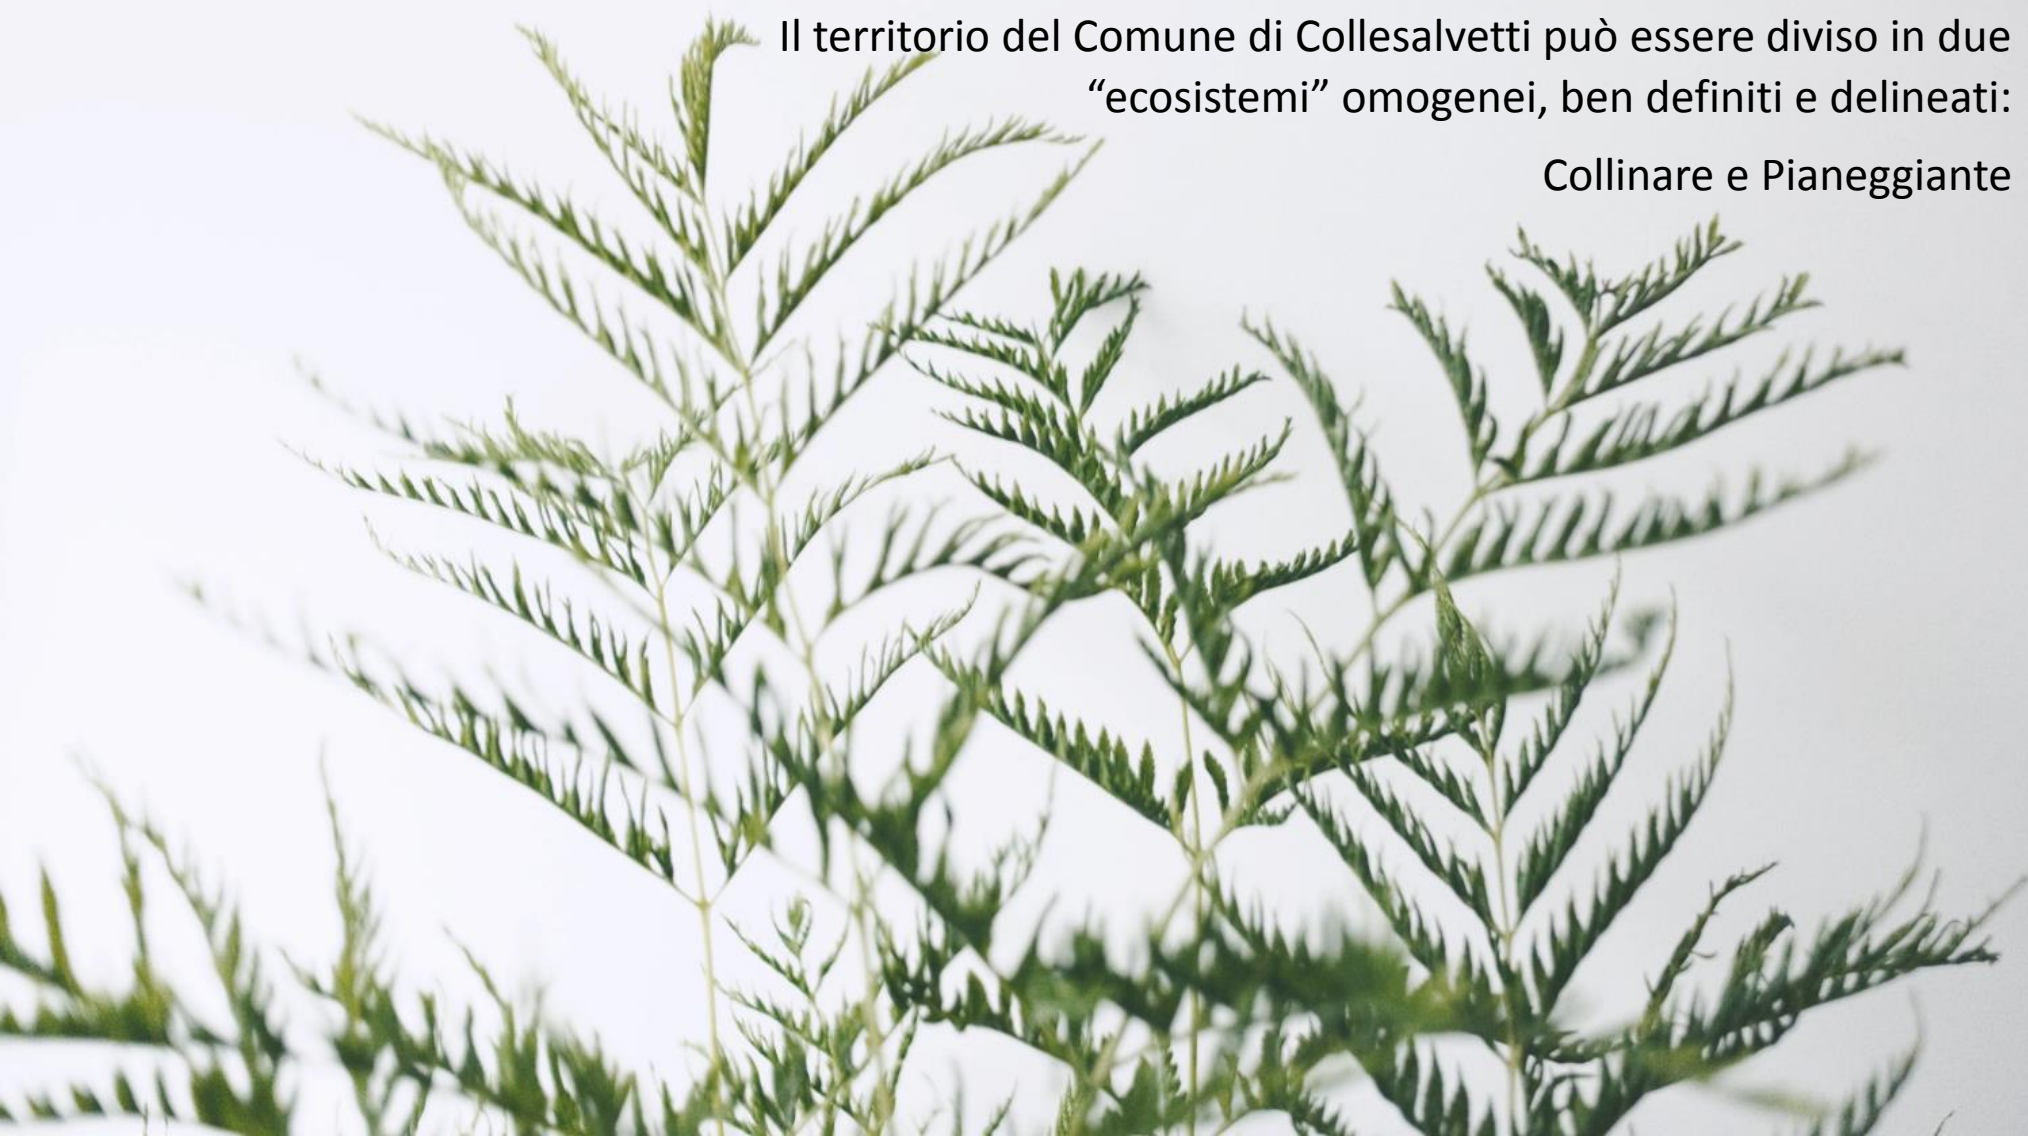 Il territorio del Comune di Collesalvetti può essere diviso in due
“ecosistemi” omogenei, ben definiti e delineati:
Collinare e Pianeggiante